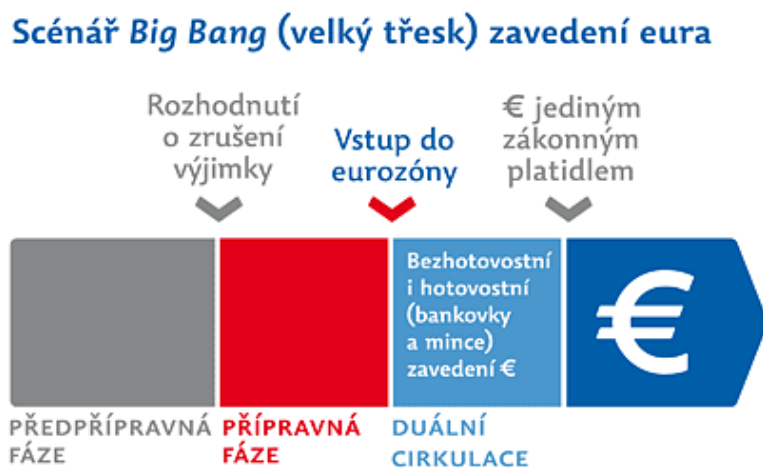 Scénář Big Bang (velký třesk) zavedení eura
Rozhodnutí
o zrušení
výjimky
Vstup do
eurozóny
€ jediným
zákonným
platidlem
Bezhotovostní
i hotovostní
(bankovky
a mince)
zavedení €
€
PŘEDPŘÍPRAVNÁ
FÁZE
PŘÍPRAVNÁ
FÁZE
DUÁLNÍ
CIRKULACE